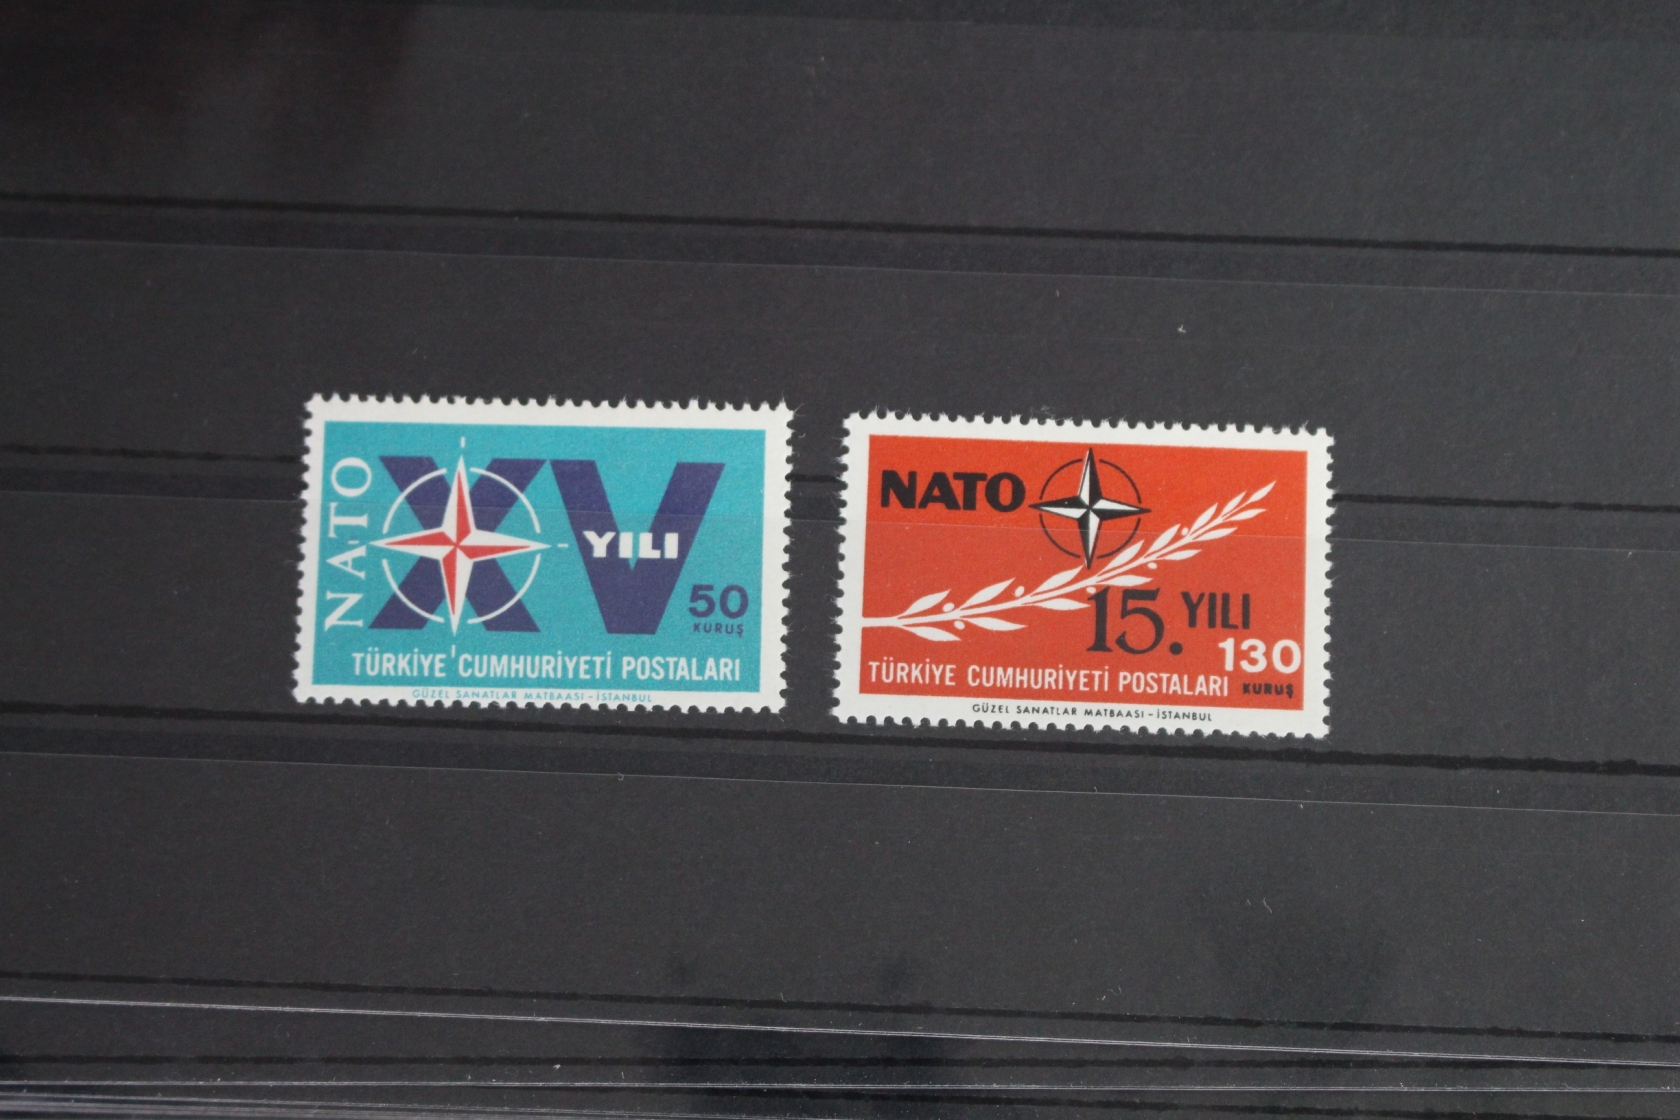 NATO
XV
YILI
50
KURUŞ
TÜRKİYE CUMHURİYETİ POSTALARI
GÜZEL SANATLAR MATBAASI - İSTANBUL
NATO
15. YILI
130
TÜRKİYE CUMHURİYETİ POSTALARI KURUŞ
GÜZEL SANATLAR MATBAASI - İSTANBUL